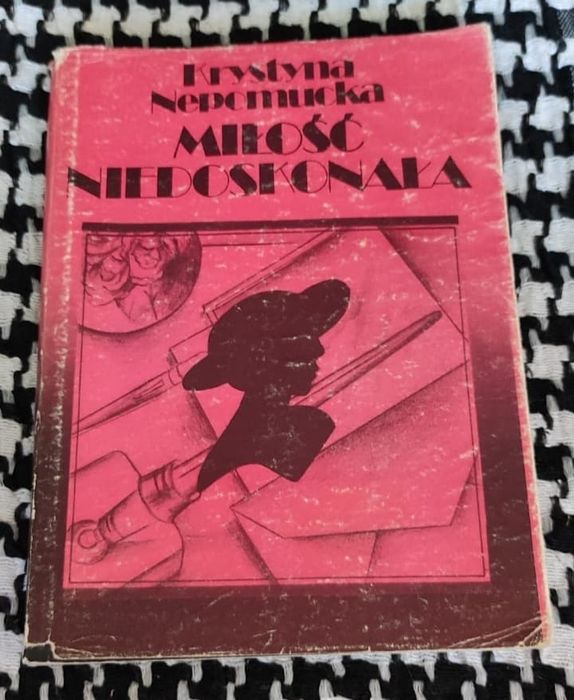 Krystyna
Nepomucka
MIŁOŚĆ
NIEDOSKONAŁA